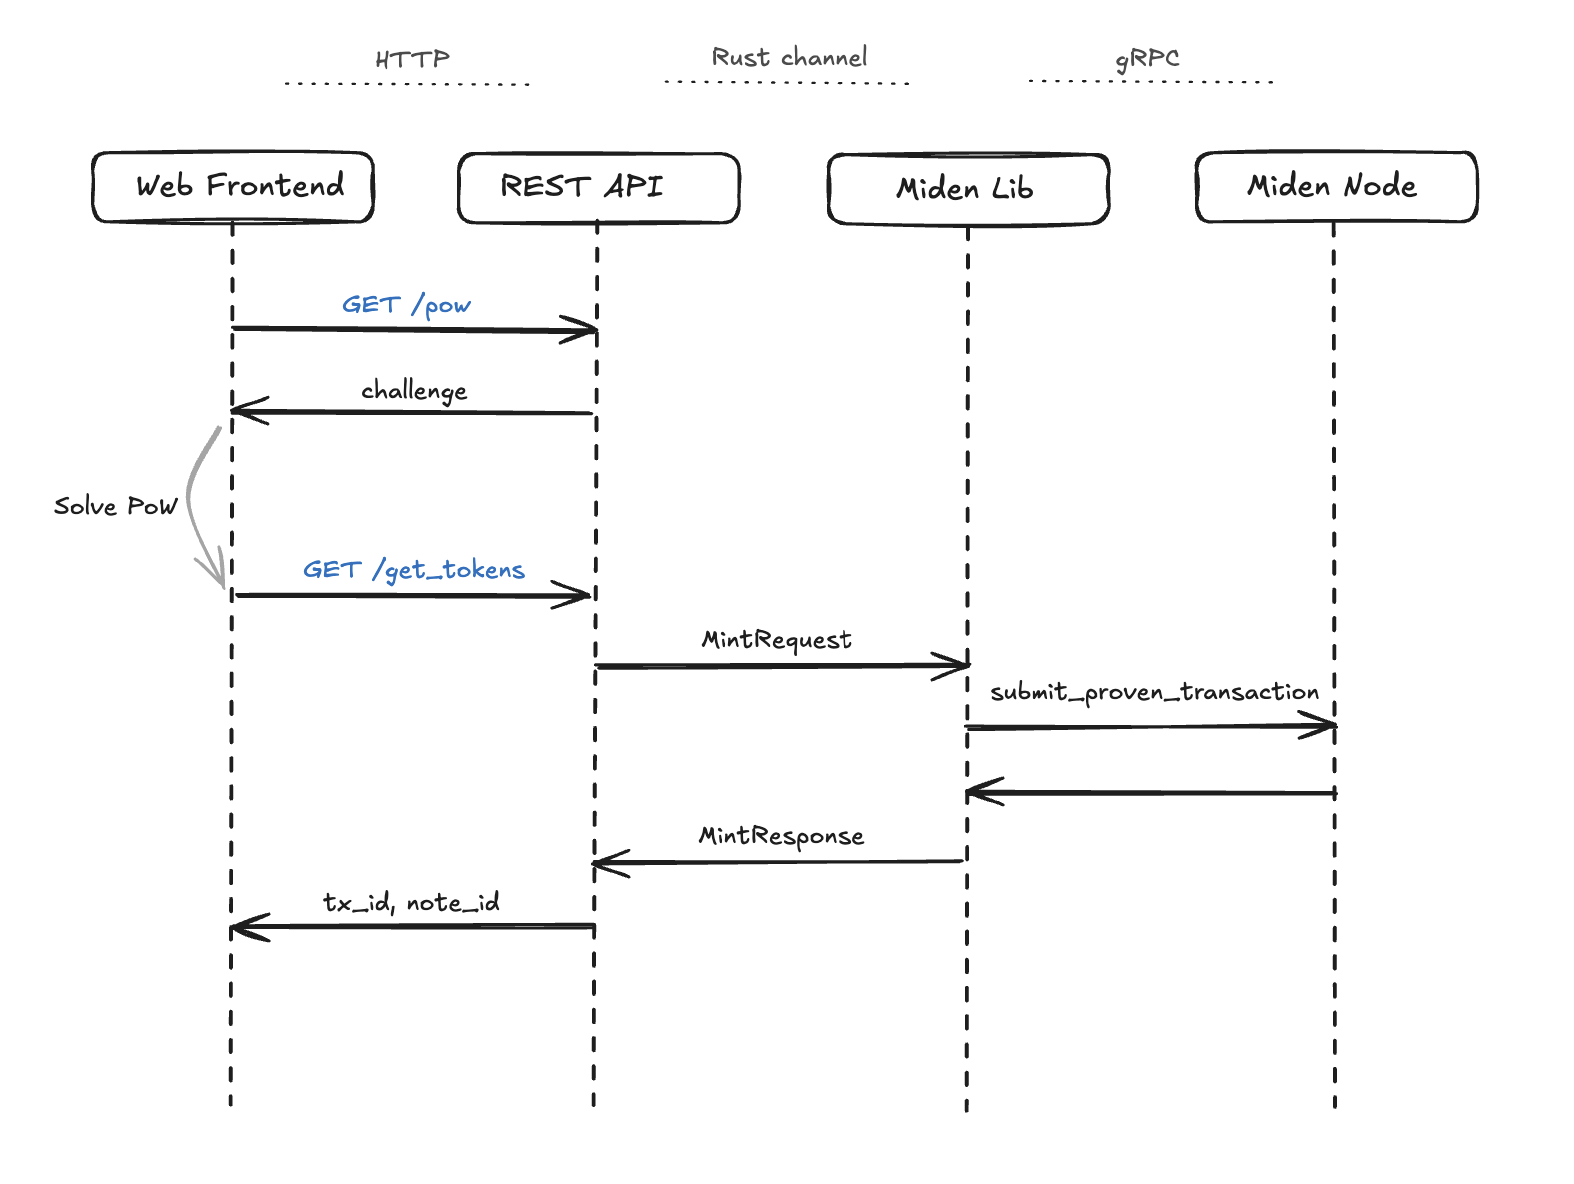 HTTP
Rust channel
gRPC
Web Frontend
REST API
Miden Lib
Miden Node
GET /pow
challenge
Solve PoW
GET /get_tokens
MintRequest
submit_proven_transaction
MintResponse
tx_id, note_id